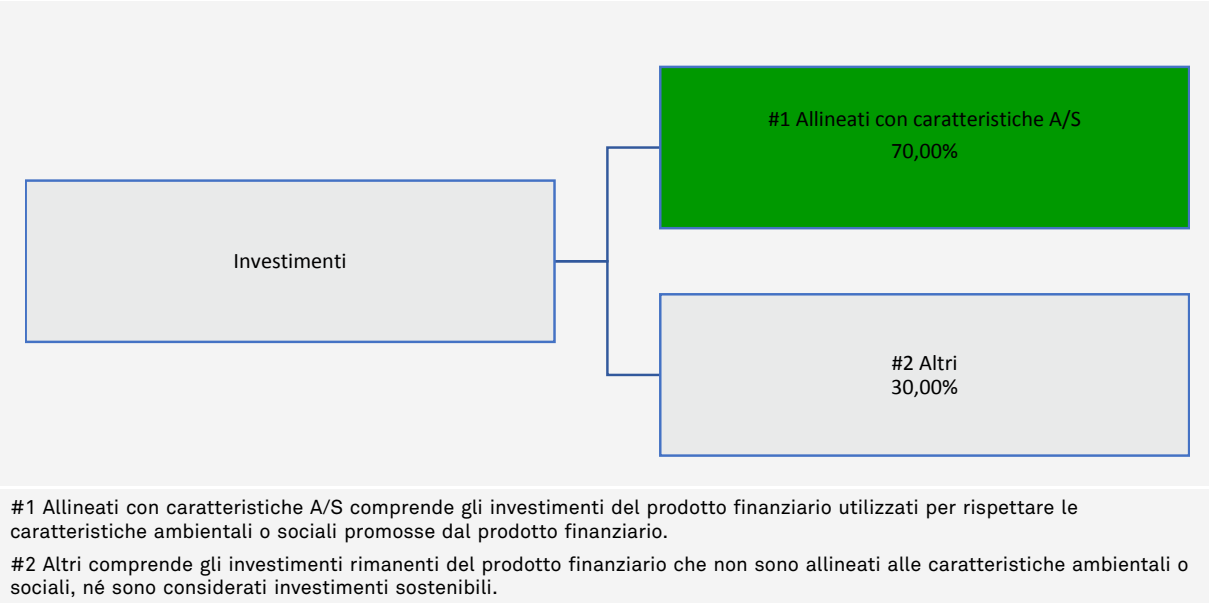 #1 Allineati con caratteristiche A/S
70,00%
Investimenti
#2 Altri
30,00%
#1 Allineati con caratteristiche A/S comprende gli investimenti del prodotto finanziario utilizzati per rispettare le
caratteristiche ambientali o sociali promosse dal prodotto finanziario.
#2 Altri comprende gli investimenti rimanenti del prodotto finanziario che non sono allineati alle caratteristiche ambientali o
sociali, né sono considerati investimenti sostenibili.